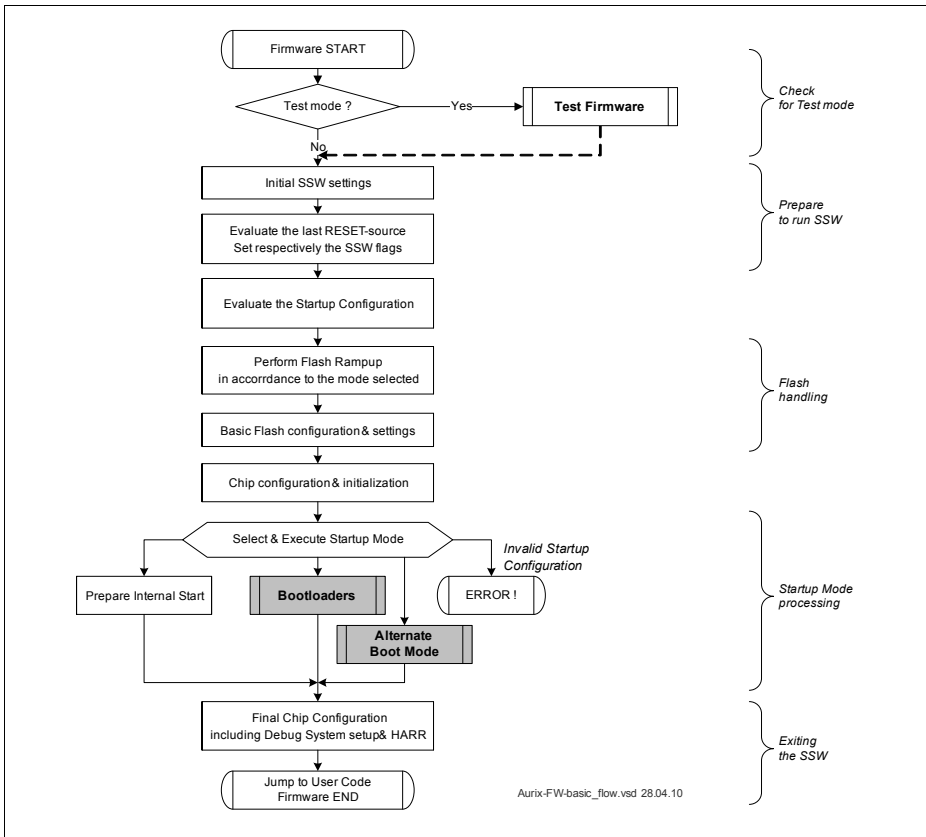 Firmware START
Test mode ?
Yes
Test Firmware
No
Check
for Test mode
Initial SSW settings
Evaluate the last RESET-source
Set respectively the SSW flags
Prepare
to run SSW
Evaluate the Startup Configuration
Perform Flash Rampup
in accorrdance to the mode selected
Basic Flash configuration & settings
Flash
handling
Chip configuration & initialization
Select & Execute Startup Mode
Invalid Startup
Configuration
Prepare Internal Start
Bootloaders
ERROR !
Alternate
Boot Mode
Startup Mode
processing
Final Chip Configuration
including Debug System setup & HARR
Jump to User Code
Firmware END
Exiting
the SSW
Aurix-FW-basic_flow.vsd 28.04.10